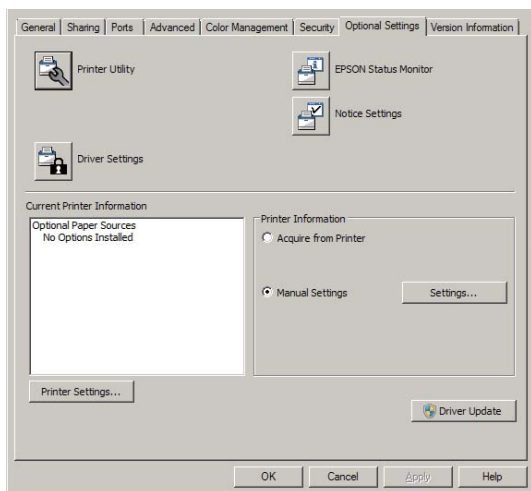 General Sharing Ports Advanced Color Management Security Optional Settings Version Information
Printer Utility
EPSON Status Monitor
Notice Settings
Driver Settings
Current Printer Information
Optional Paper Sources
No Options Installed
Printer Information
Acquire from Printer
Manual Settings
Settings...
Printer Settings...
Driver Update
OK Cancel Apply Help